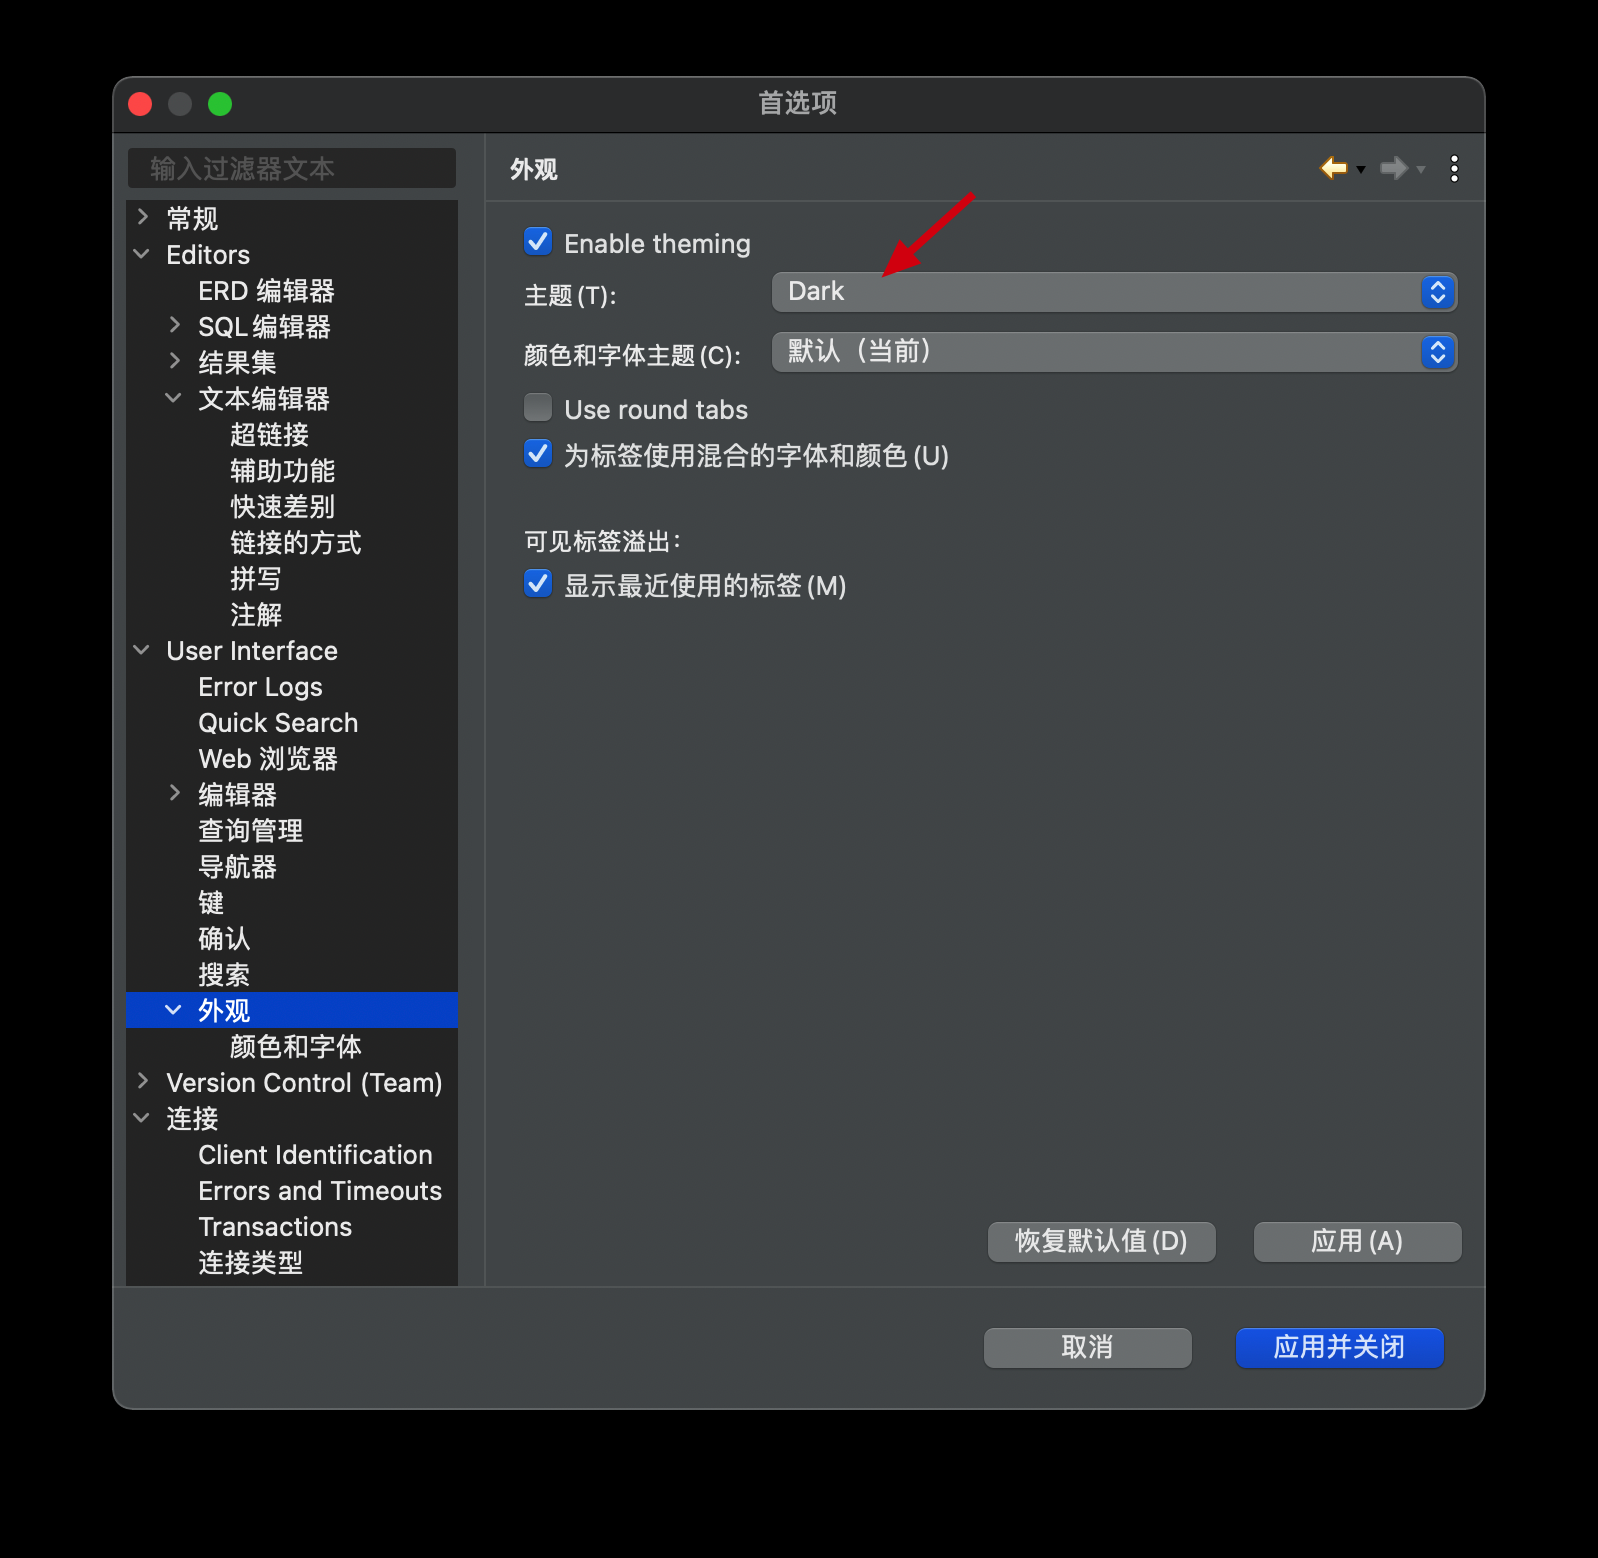 首选项
输入过滤器文本
常规
Editors
ERD 编辑器
SQL 编辑器
结果集
文本编辑器
超链接
辅助功能
快速差别
链接的方式
拼写
注解
User Interface
Error Logs
Quick Search
Web 浏览器
编辑器
查询管理
导航器
键
确认
搜索
外观
颜色和字体
Version Control (Team)
连接
Client Identification
Errors and Timeouts
Transactions
连接类型
外观
Enable theming
主题(T): Dark
颜色和字体主题(C): 默认（当前）
Use round tabs
为标签使用混合的字体和颜色(U)
可见标签溢出：
显示最近使用的标签(M)
恢复默认值(D) 应用(A)
取消 应用并关闭